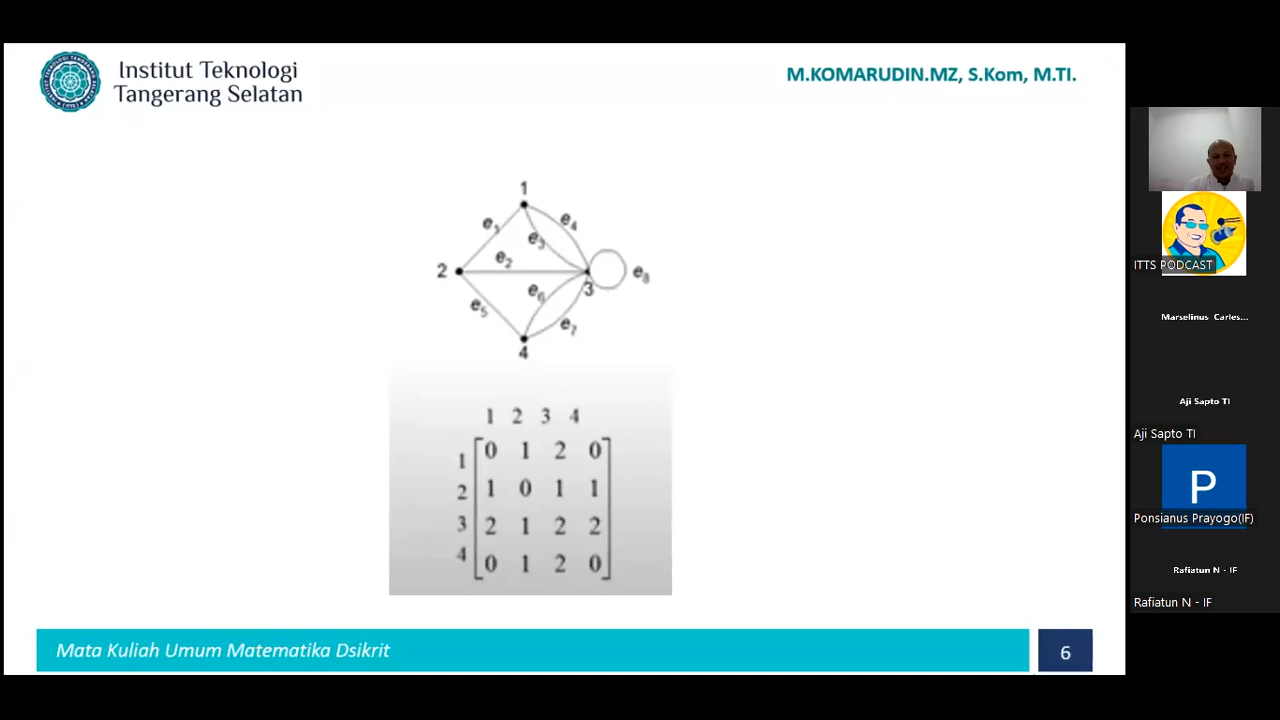 Institut Teknologi
Tangerang Selatan
M.KOMARUDIN.MZ, S.Kom, M.TI.
1
e4
e1
e3
e2
2
3
e8
e6
e5
e7
4
1 2 3 4
1 0 1 2 0
2 1 0 1 1
3 2 1 2 2
4 0 1 2 0
Mata Kuliah Umum Matematika Dsikrit
6
ITTS PODCAST
Marselinus Carles...
Aji Sapto TI
Aji Sapto TI
P
Ponsianus Prayogo(IF)
Rafiatun N - IF
Rafiatun N - IF